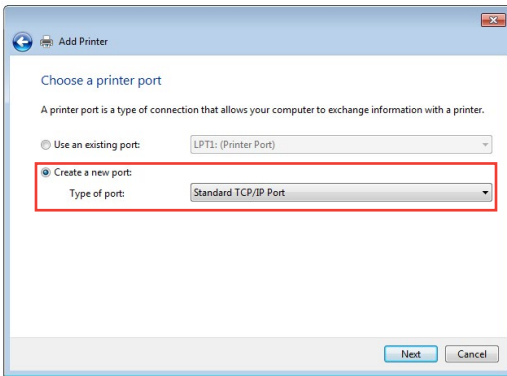 Add Printer
Choose a printer port
A printer port is a type of connection that allows your computer to exchange information with a printer.
Use an existing port: LPT1: (Printer Port)
Create a new port:
Type of port: Standard TCP/IP Port
Next Cancel